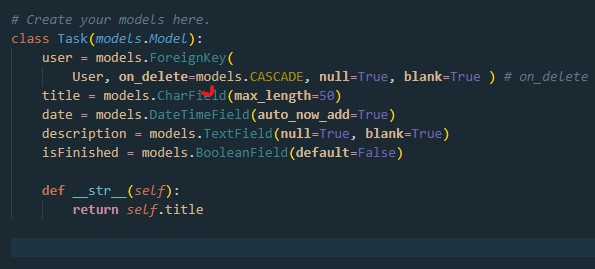 # Create your models here.
class Task(models.Model):
    user = models.ForeignKey(
        User, on_delete=models.CASCADE, null=True, blank=True ) # on_delete
    title = models.CharField(max_length=50)
    date = models.DateTimeField(auto_now_add=True)
    description = models.TextField(null=True, blank=True)
    isFinished = models.BooleanField(default=False)
    def __str__(self):
        return self.title